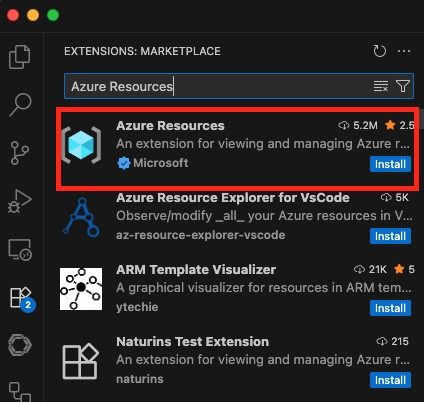 EXTENSIONS: MARKETPLACE
Azure Resources
Azure Resources 5.2M 2.5
An extension for viewing and managing Azure r...
Microsoft Install
Azure Resource Explorer for VsCode 5K
Observe/modify _all_ your Azure resources in V...
az-resource-explorer-vscode Install
2
ARM Template Visualizer 21K 5
A graphical visualizer for resources in ARM tem...
ytechie Install
Naturins Test Extension 215
An extension for viewing and managing Azure r...
naturins Install